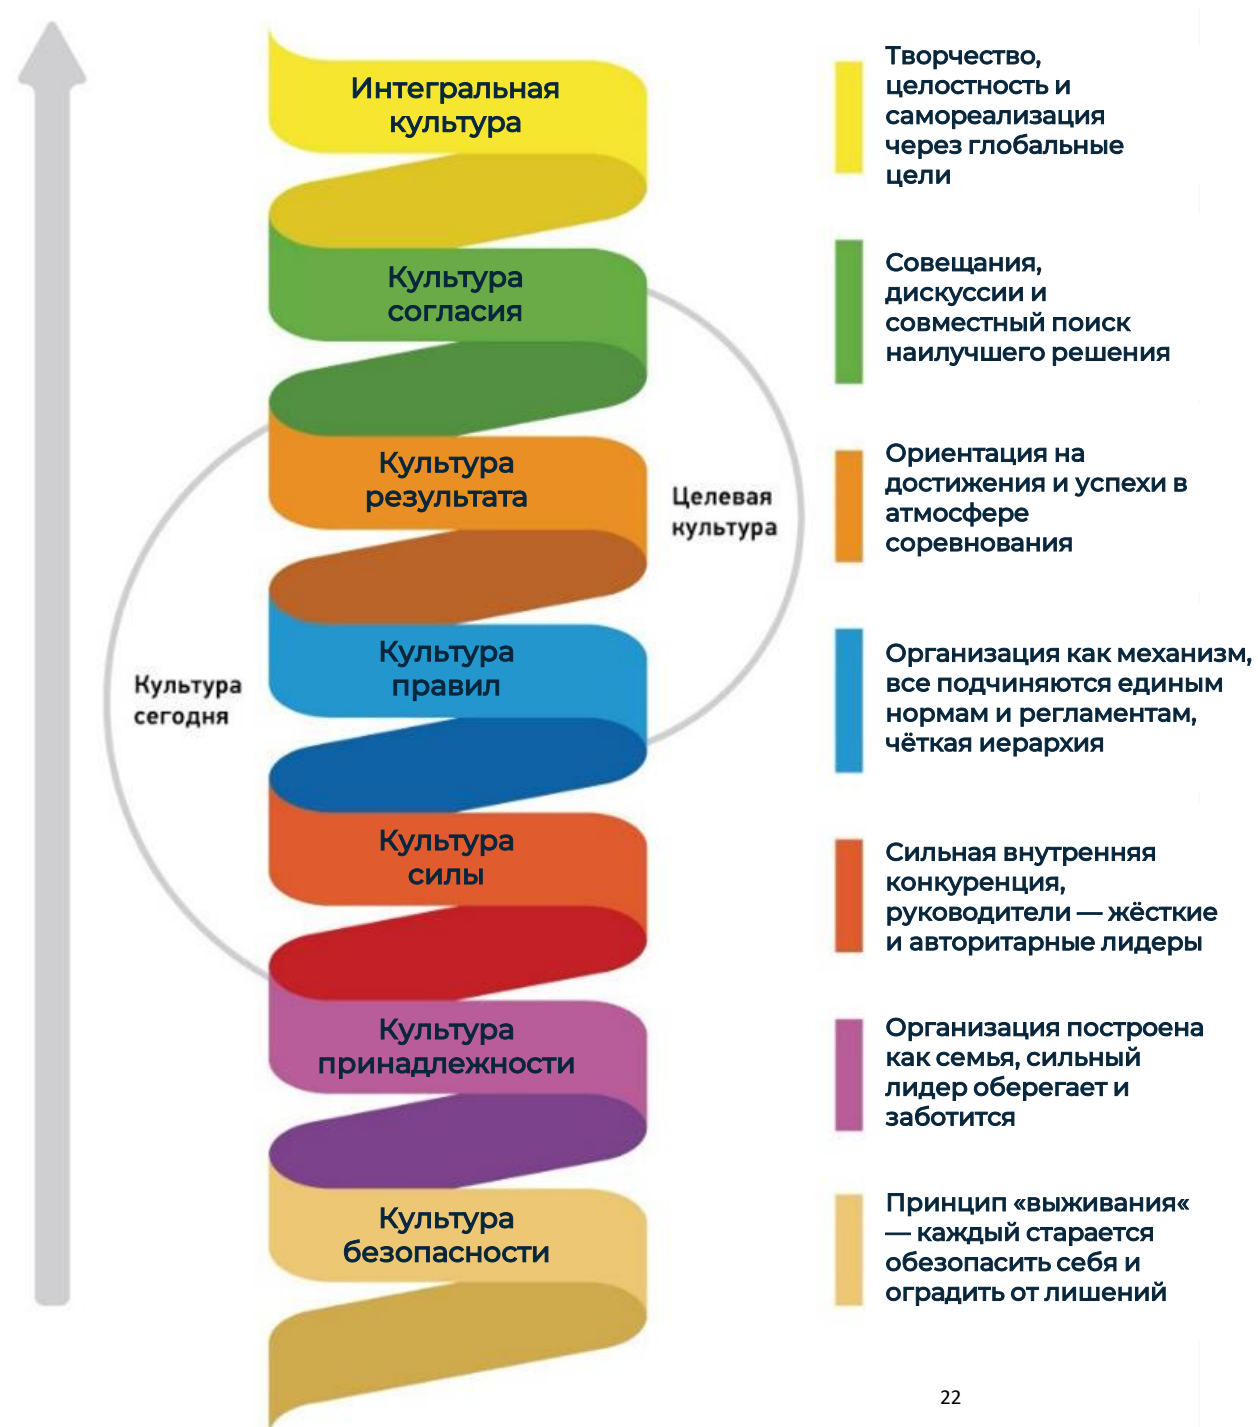 Интегральная
культура
Творчество,
целостность и
самореализация
через глобальные
цели
Культура
согласия
Совещания,
дискуссии и
совместный поиск
наилучшего решения
Культура
результата
Целевая
культура
Ориентация на
достижения и успехи в
атмосфере
соревнования
Культура
сегодня
Культура
правил
Организация как механизм,
все подчиняются единым
нормам и регламентам,
чёткая иерархия
Культура
силы
Сильная внутренняя
конкуренция,
руководители — жёсткие
и авторитарные лидеры
Культура
принадлежности
Организация построена
как семья, сильный
лидер оберегает и
заботится
Культура
безопасности
Принцип «выживания«
— каждый старается
обезопасить себя и
оградить от лишений
22